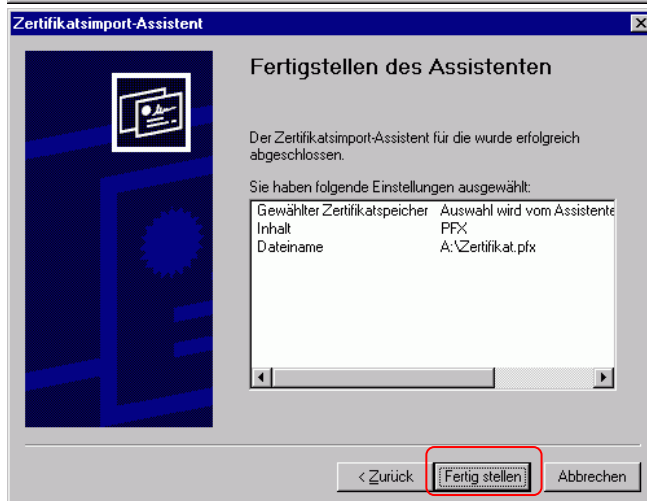 Zertifikatsimport-Assistent
Fertigstellen des Assistenten
Der Zertifikatsimport-Assistent für die wurde erfolgreich
abgeschlossen.
Sie haben folgende Einstellungen ausgewählt:
Gewählter Zertifikatspeicher Auswahl wird vom Assistente
Inhalt PFX
Dateiname A:\Zertifikat.pfx
< Zurück Fertig stellen Abbrechen